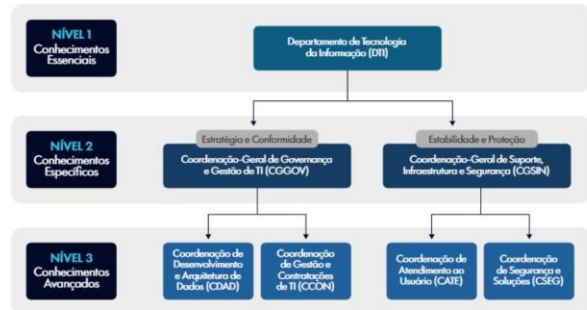 NÍVEL 1
Conhecimentos
Essenciais
Departamento de Tecnologia
da Informação (DTI)
NÍVEL 2
Conhecimentos
Específicos
Estratégia e Conformidade
Coordenação-Geral de Governança
e Gestão de TI (CGGOV)
Estabilidade e Proteção
Coordenação-Geral de Suporte,
Infraestrutura e Segurança (CGSIN)
NÍVEL 3
Conhecimentos
Avançados
Coordenação de
Desenvolvimento
e Arquitetura de
Dados (CDAD)
Coordenação
de Gestão e
Contratações
de TI (CCON)
Coordenação de
Atendimento ao
Usuário (CATE)
Coordenação
de Segurança e
Soluções (CSEG)